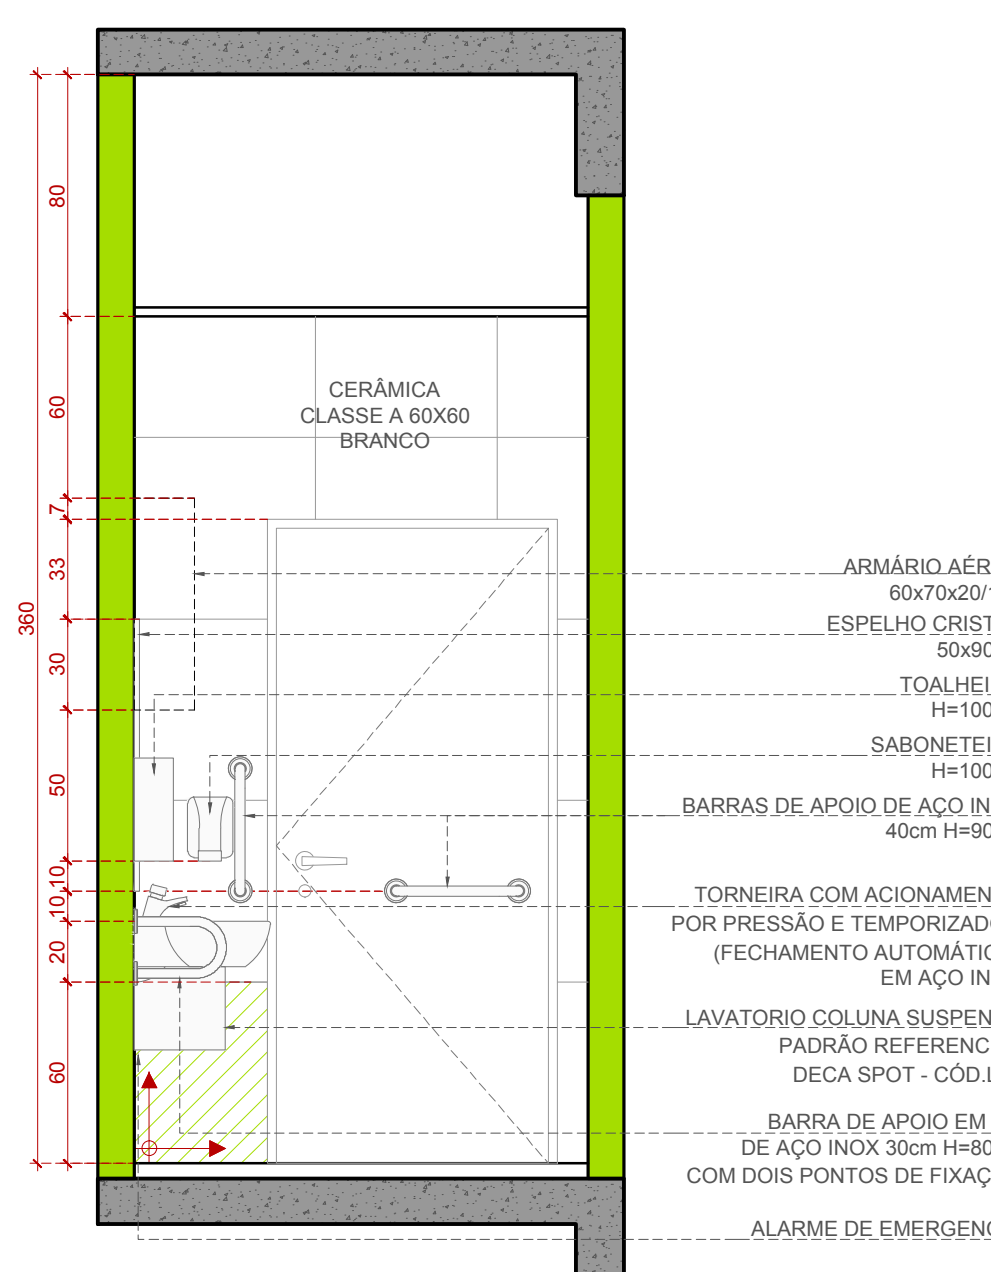 80
60
7
33
30
50
10
10
20
60
360
CERÂMICA
CLASSE A 60X60
BRANCO
ARMÁRIO AÉR
60x70x20/1
ESPELHO CRIST
50x90
TOALHEI
H=100
SABONETEI
H=100
BARRAS DE APOIO DE AÇO IN
40cm H=90
TORNEIRA COM ACIONAMEN
POR PRESSÃO E TEMPORIZAD
(FECHAMENTO AUTOMÁTIC
EM AÇO IN
LAVATORIO COLUNA SUSPEN
PADRÃO REFERENC
DECA SPOT - CÓD.L
BARRA DE APOIO EM
DE AÇO INOX 30cm H=80
COM DOIS PONTOS DE FIXAÇ
ALARME DE EMERGENC